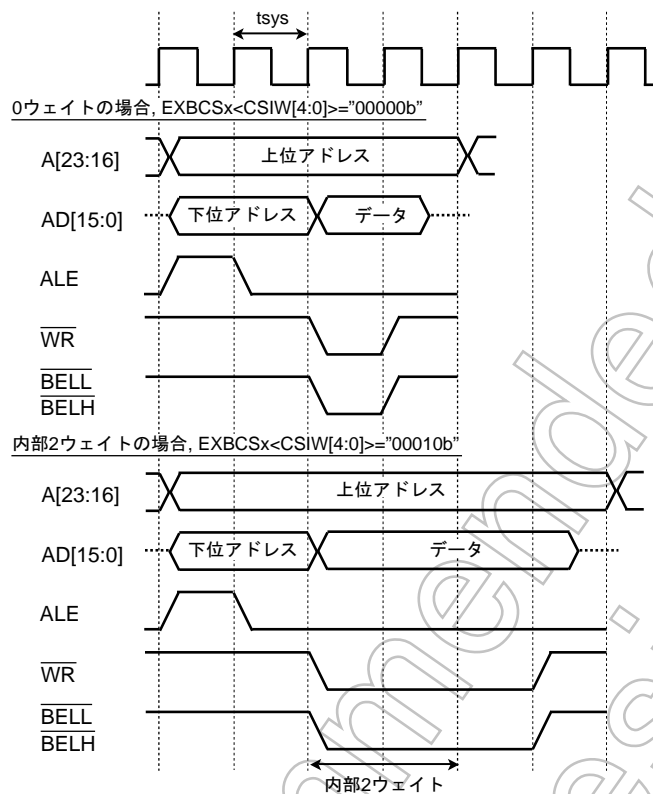 tsys
0ウェイトの場合, EXBCSx<CSIW[4:0]>="00000b"
A[23:16]
上位アドレス
AD[15:0]
下位アドレス
データ
ALE
WR
BELL
BELH
内部2ウェイトの場合, EXBCSx<CSIW[4:0]>="00010b"
A[23:16]
上位アドレス
AD[15:0]
下位アドレス
データ
ALE
WR
BELL
BELH
内部2ウェイト